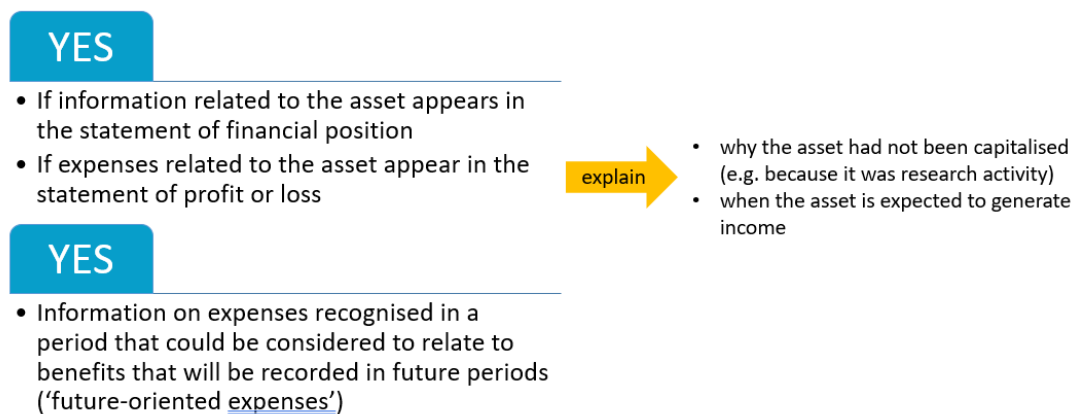 YES
• If information related to the asset appears in
the statement of financial position
• If expenses related to the asset appear in the
statement of profit or loss
explain
• why the asset had not been capitalised
(e.g. because it was research activity)
• when the asset is expected to generate
income
YES
• Information on expenses recognised in a
period that could be considered to relate to
benefits that will be recorded in future periods
(‘future-oriented expenses’)